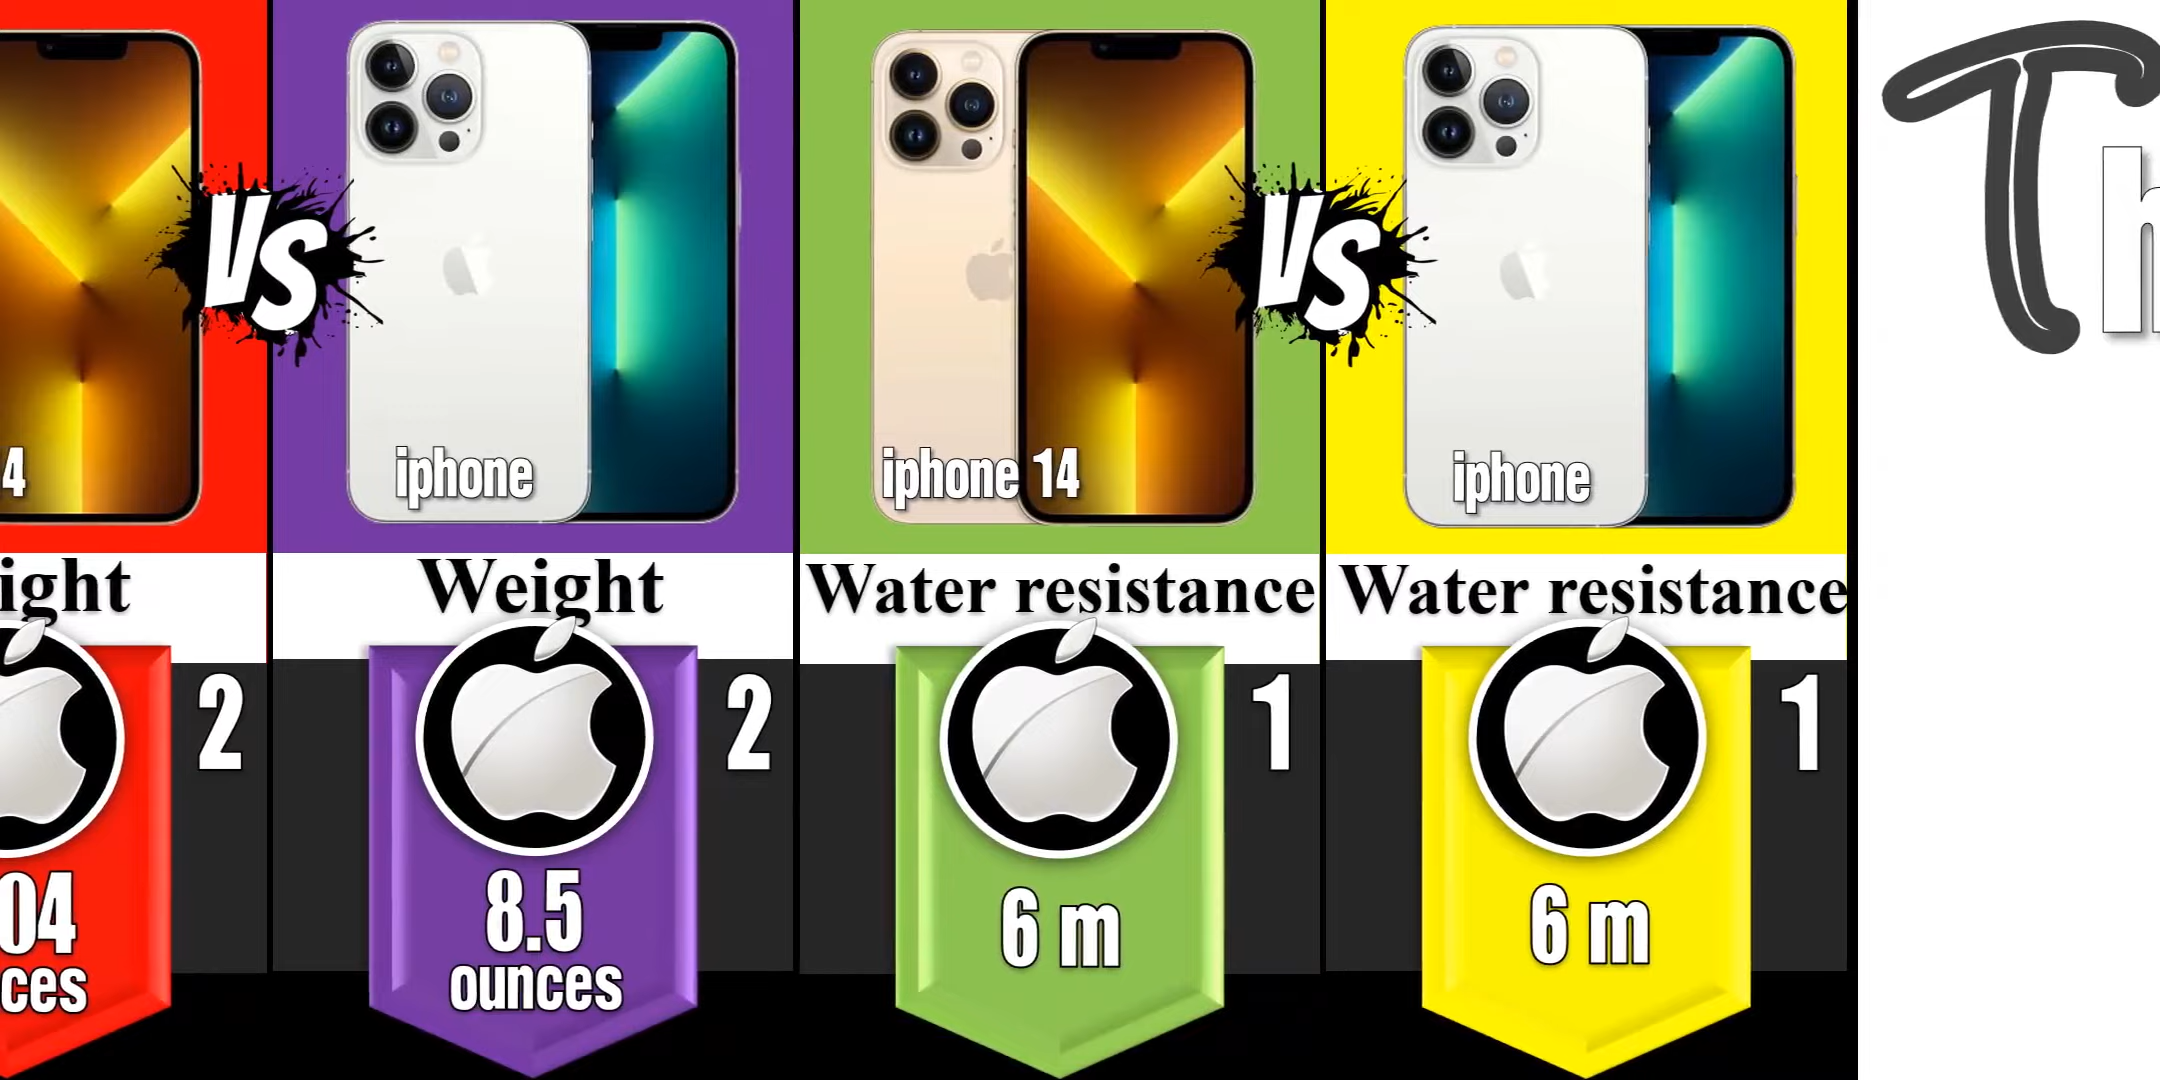 4
VS
iphone
iphone 14
VS
iphone
Th
ight
Weight
Water resistance
Water resistance
2
2
1
1
04
ces
8.5
ounces
6 m
6 m